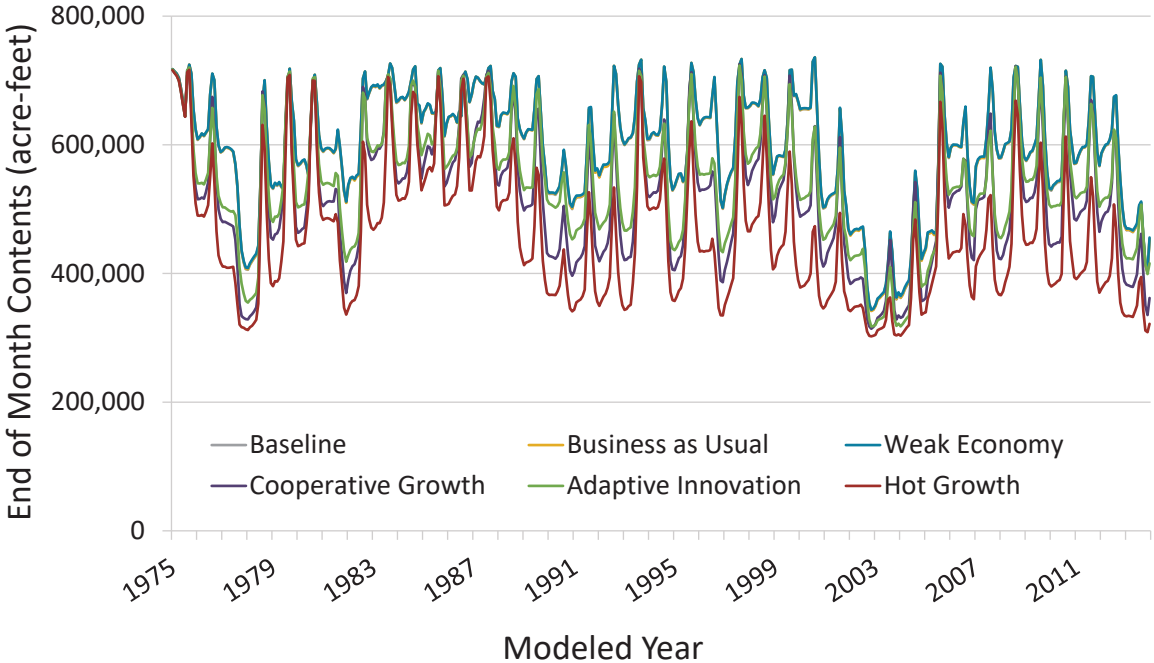 End of Month Contents (acre-feet)
800,000
600,000
400,000
200,000
0
Baseline
Business as Usual
Weak Economy
Cooperative Growth
Adaptive Innovation
Hot Growth
1975
1979
1983
1987
1991
1995
1999
2003
2007
2011
Modeled Year